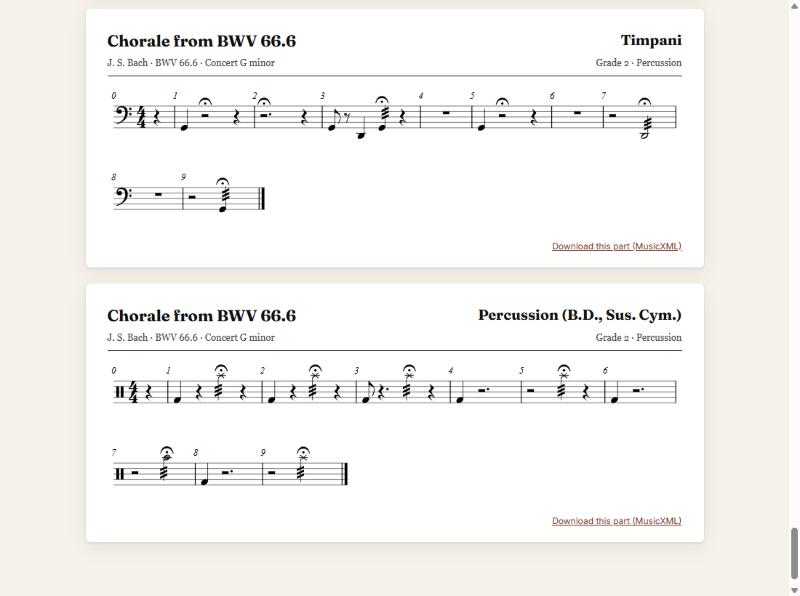 Chorale from BWV 66.6
Timpani
J. S. Bach · BWV 66.6 · Concert G minor
Grade 2 · Percussion
0 1 2 3 4 5 6 7
8 9
Download this part (MusicXML)
Chorale from BWV 66.6
Percussion (B.D., Sus. Cym.)
J. S. Bach · BWV 66.6 · Concert G minor
Grade 2 · Percussion
0 1 2 3 4 5 6
7 8 9
Download this part (MusicXML)